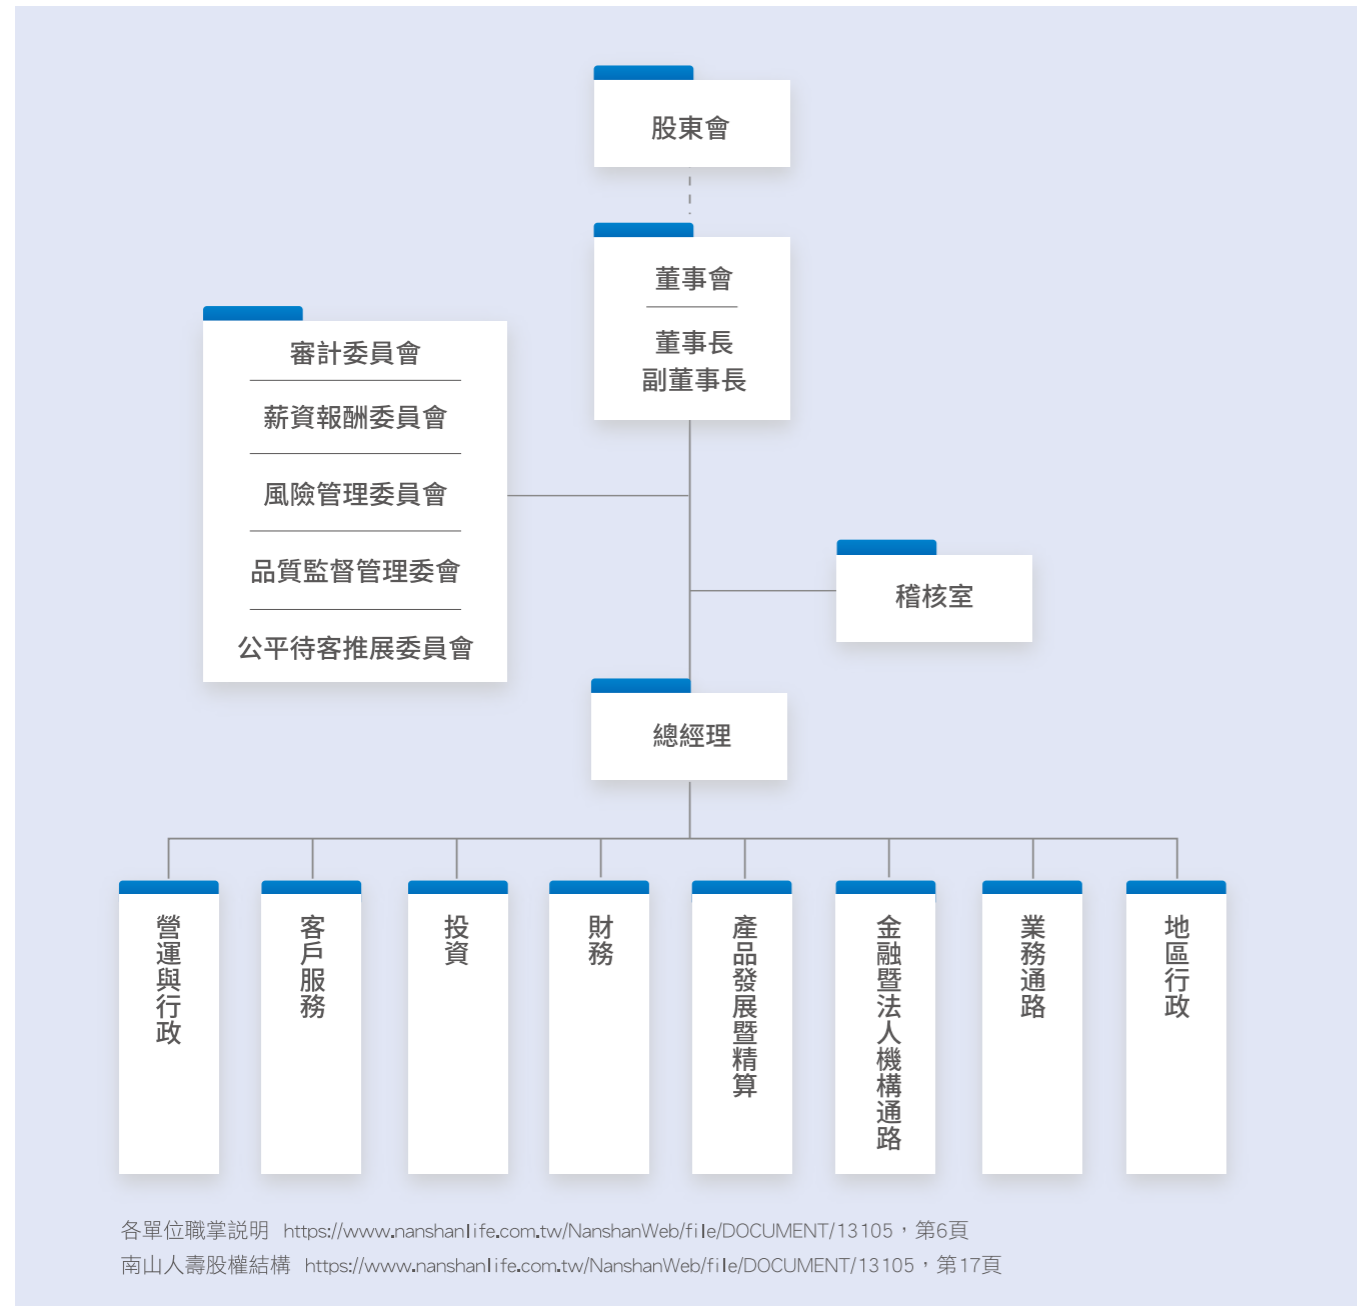 股東會
董事會
董事長
副董事長
審計委員會
薪資報酬委員會
風險管理委員會
品質監督管理委會
公平待客推展委員會
稽核室
總經理
營運與行政
客戶服務
投資
財務
產品發展暨精算
金融暨法人機構通路
業務通路
地區行政
各單位職掌説明 https://www.nanshanlife.com.tw/NanshanWeb/file/DOCUMENT/13105，第6頁
南山人壽股權結構 https://www.nanshanlife.com.tw/NanshanWeb/file/DOCUMENT/13105，第17頁